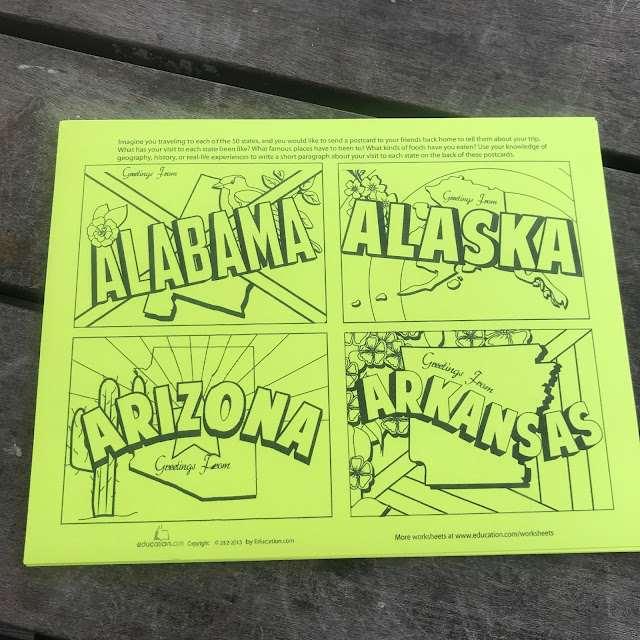 Imagine you traveling to each of the 50 states, and you would like to send a postcard to your friends back home to tell them about your trip.
What has your visit to each state been like? What famous places have to been to? What kinds of foods have you eaten? Use your knowledge of
geography, history, or real-life experiences to write a short paragraph about your visit to each state on the back of these postcards.
Greetings From
ALABAMA
Greetings From
ALASKA
ARIZONA
Greetings From
Greetings From
ARKANSAS
education.com Copyright © 2012-2013 by Education.com
More worksheets at www.education.com/worksheets